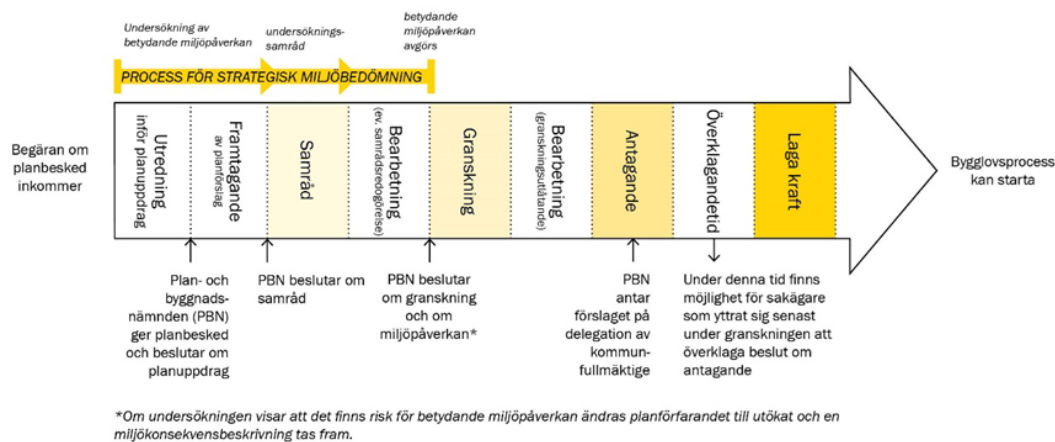 Undersökning av
betydande miljöpåverkan
undersöknings-
samråd
betydande
miljöpåverkan
avgörs
PROCESS FÖR STRATEGISK MILJÖBEDÖMNING
Begäran om
planbesked
inkommer
Utredning
inför planuppdrag
Framtagande
av planförslag
Samråd
Bearbetning
(ev. samrådsredogörelse)
Granskning
Bearbetning
(granskningsutlåtande)
Antagande
Överklagandetid
Laga kraft
Bygglovsprocess
kan starta
Plan- och
byggnads-
nämnden (PBN)
ger planbesked
och beslutar om
planuppdrag
PBN beslutar om
samråd
PBN beslutar
om granskning
och om
miljöpåverkan*
PBN
antar
förslaget på
delegation av
kommun-
fullmäktige
Under denna tid finns
möjlighet för sakägare
som yttrat sig senast
under granskningen att
överklaga beslut om
antagande
*Om undersökningen visar att det finns risk för betydande miljöpåverkan ändras planförfarandet till utökat och en
miljökonsekvensbeskrivning tas fram.